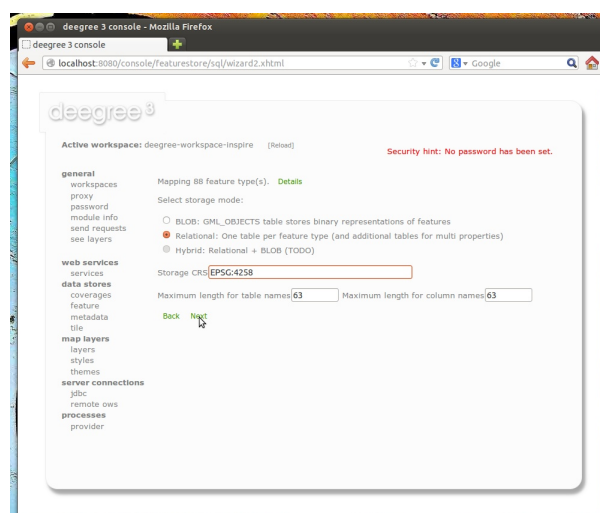 deegree 3 console - Mozilla Firefox
deegree 3 console
localhost:8080/console/featurestore/sql/wizard2.xhtml
Google
deegree 3
Active workspace: deegree-workspace-inspire [Reload]
Security hint: No password has been set.
general
workspaces
proxy
password
module info
send requests
see layers
web services
services
data stores
coverages
feature
metadata
tile
map layers
layers
styles
themes
server connections
jdbc
remote ows
processes
provider
Mapping 88 feature type(s). Details
Select storage mode:
BLOB: GML_OBJECTS table stores binary representations of features
Relational: One table per feature type (and additional tables for multi properties)
Hybrid: Relational + BLOB (TODO)
Storage CRS EPSG:4258
Maximum length for table names 63 Maximum length for column names 63
Back Next